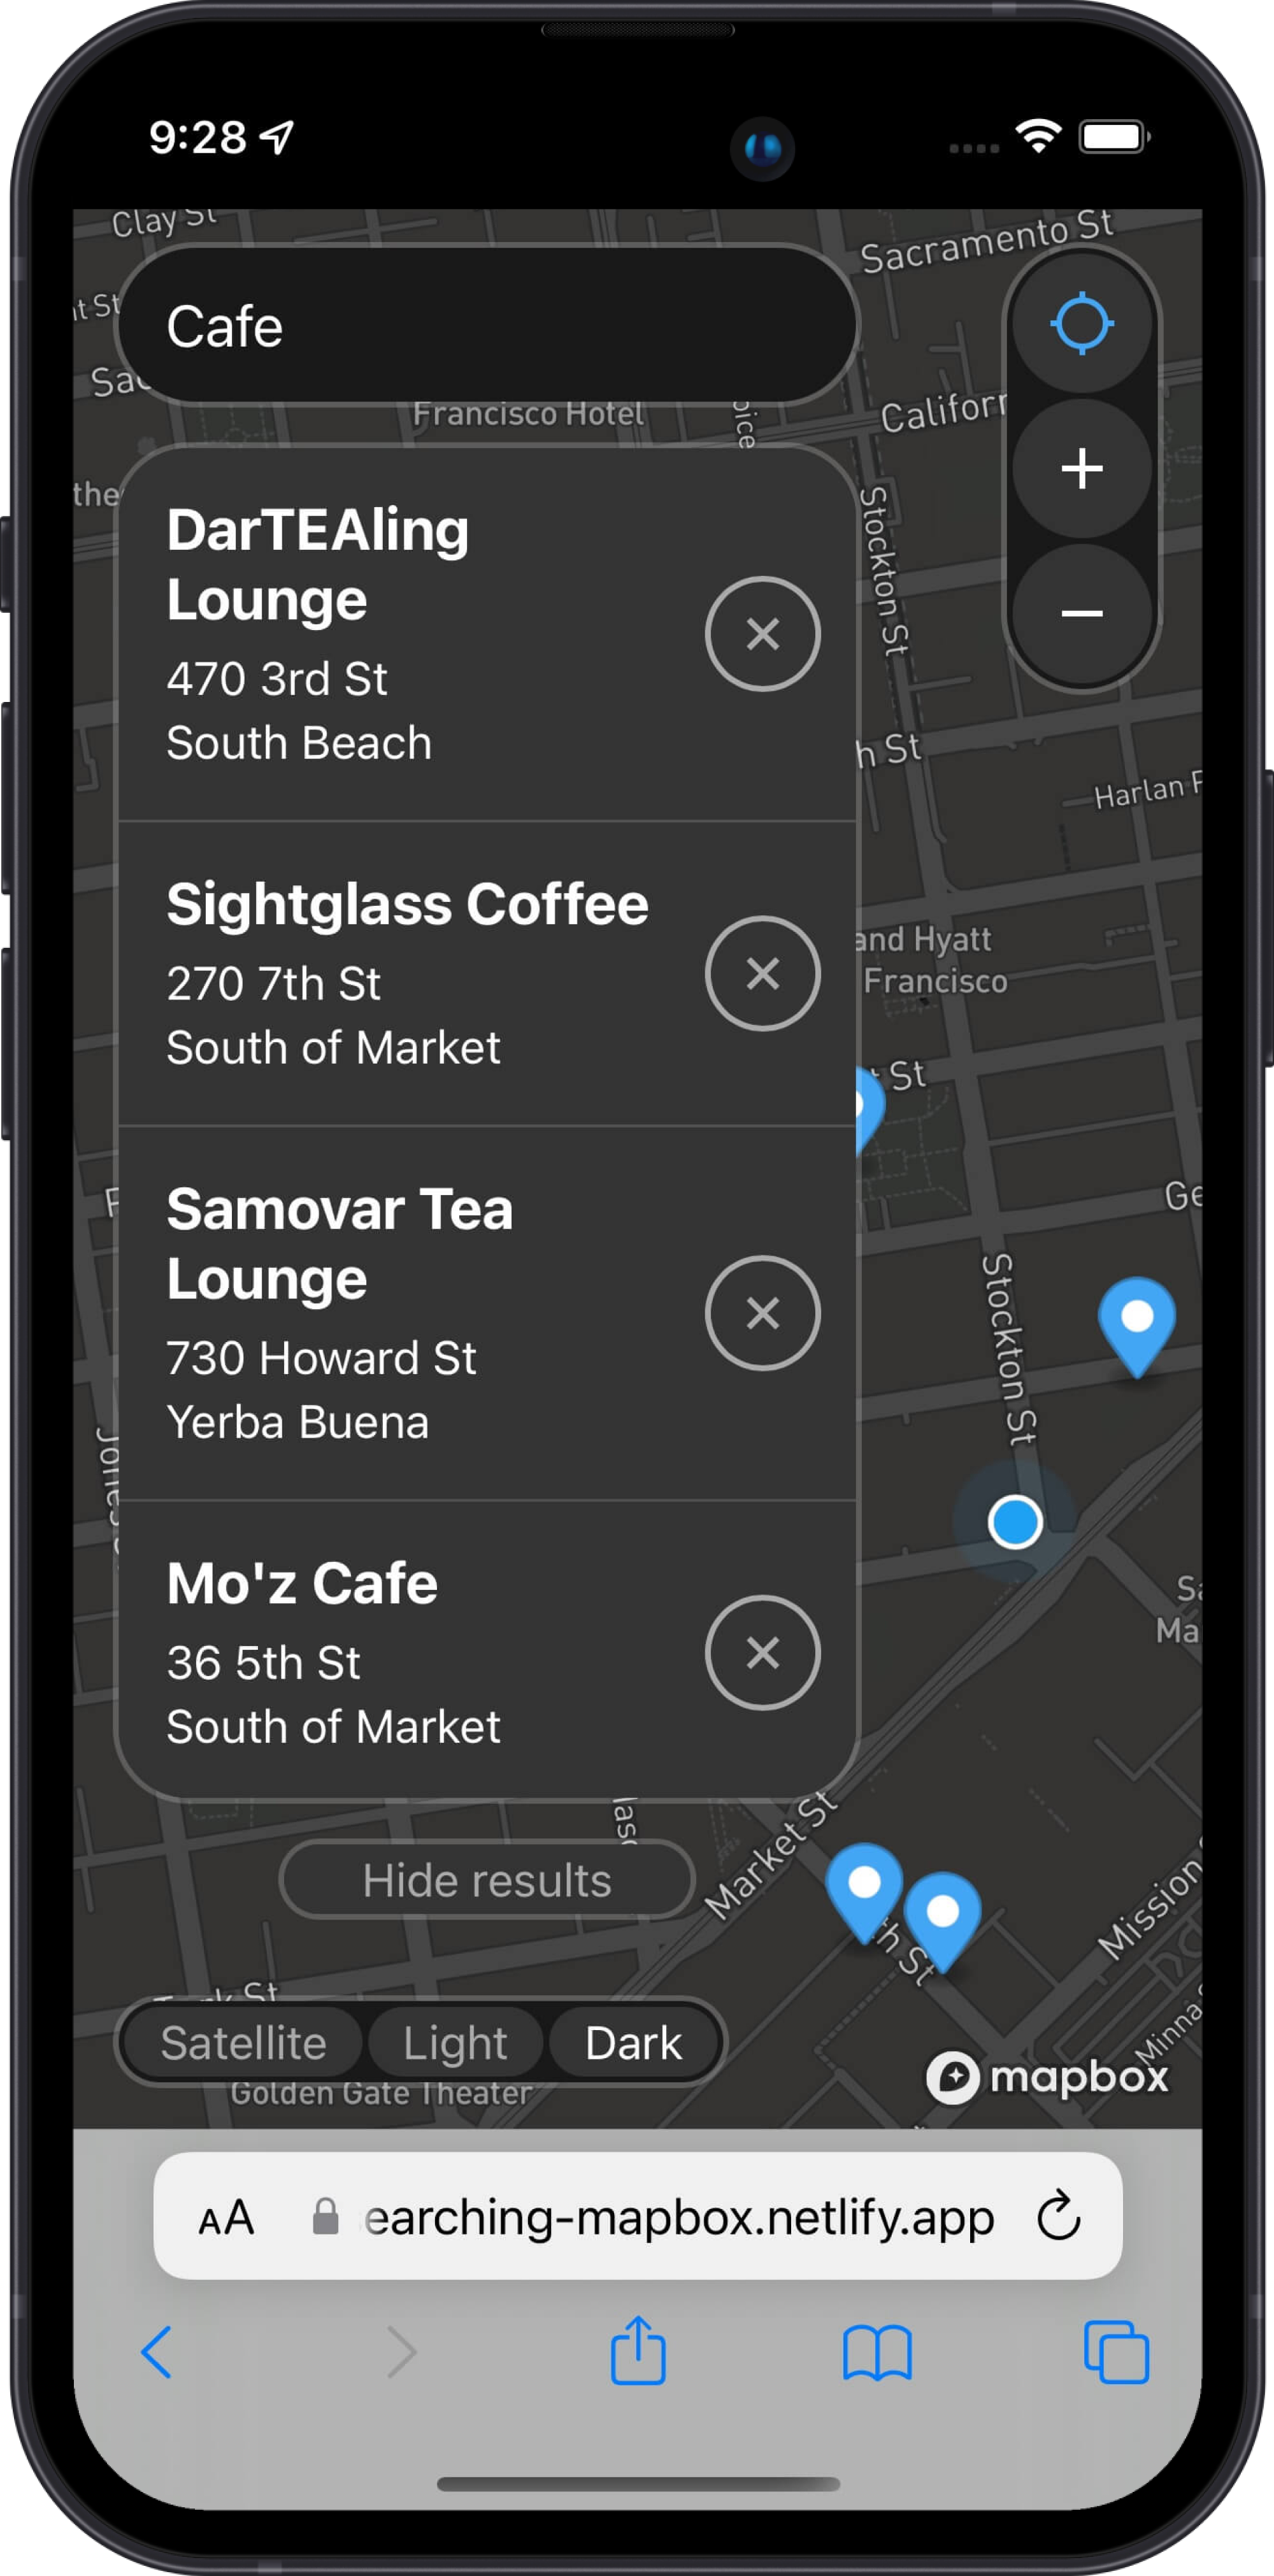 9:28
Clay St
Sacramento St
Cafe
Francisco Hotel
the
Stockton St
DarTEAling
Lounge
470 3rd St
South Beach
h St
Harlan P
Sightglass Coffee
270 7th St
South of Market
and Hyatt
Francisco
St
Ge
Samovar Tea
Lounge
730 Howard St
Yerba Buena
Stockton St
Mo'z Cafe
36 5th St
South of Market
Ma
Market St
Hide results
th St
Mission
Minna
Satellite
Light
Dark
Golden Gate Theater
mapbox
AA
earching-mapbox.netlify.app